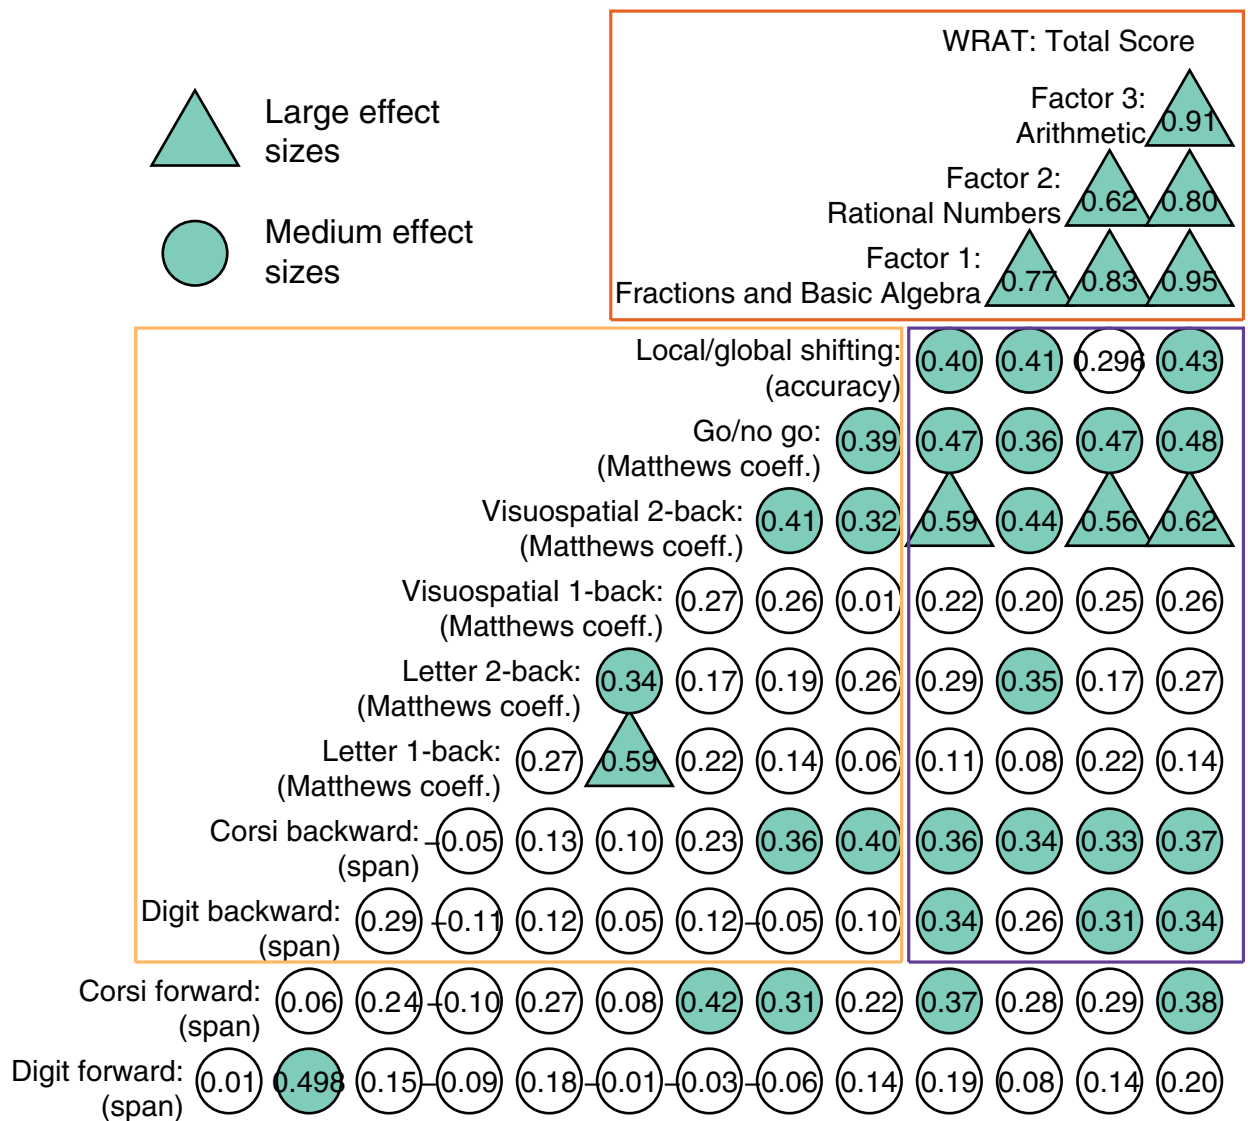 WRAT: Total Score
Large effect
sizes
Factor 3:
Arithmetic
0.91
Medium effect
sizes
Factor 2:
Rational Numbers
0.62 0.80
Factor 1:
Fractions and Basic Algebra
0.77 0.83 0.95
Local/global shifting:
(accuracy)
0.40 0.41 0.296 0.43
Go/no go:
(Matthews coeff.)
0.39 0.47 0.36 0.47 0.48
Visuospatial 2-back:
(Matthews coeff.)
0.41 0.32 0.59 0.44 0.56 0.62
Visuospatial 1-back:
(Matthews coeff.)
0.27 0.26 0.01 0.22 0.20 0.25 0.26
Letter 2-back:
(Matthews coeff.)
0.34 0.17 0.19 0.26 0.29 0.35 0.17 0.27
Letter 1-back:
(Matthews coeff.)
0.27 0.59 0.22 0.14 0.06 0.11 0.08 0.22 0.14
Corsi backward:
(span)
–0.05 0.13 0.10 0.23 0.36 0.40 0.36 0.34 0.33 0.37
Digit backward:
(span)
0.29 –0.11 0.12 0.05 0.12 –0.05 0.10 0.34 0.26 0.31 0.34
Corsi forward:
(span)
0.06 0.24 –0.10 0.27 0.08 0.42 0.31 0.22 0.37 0.28 0.29 0.38
Digit forward:
(span)
0.01 0.498 0.15 –0.09 0.18 –0.01 –0.03 –0.06 0.14 0.19 0.08 0.14 0.20